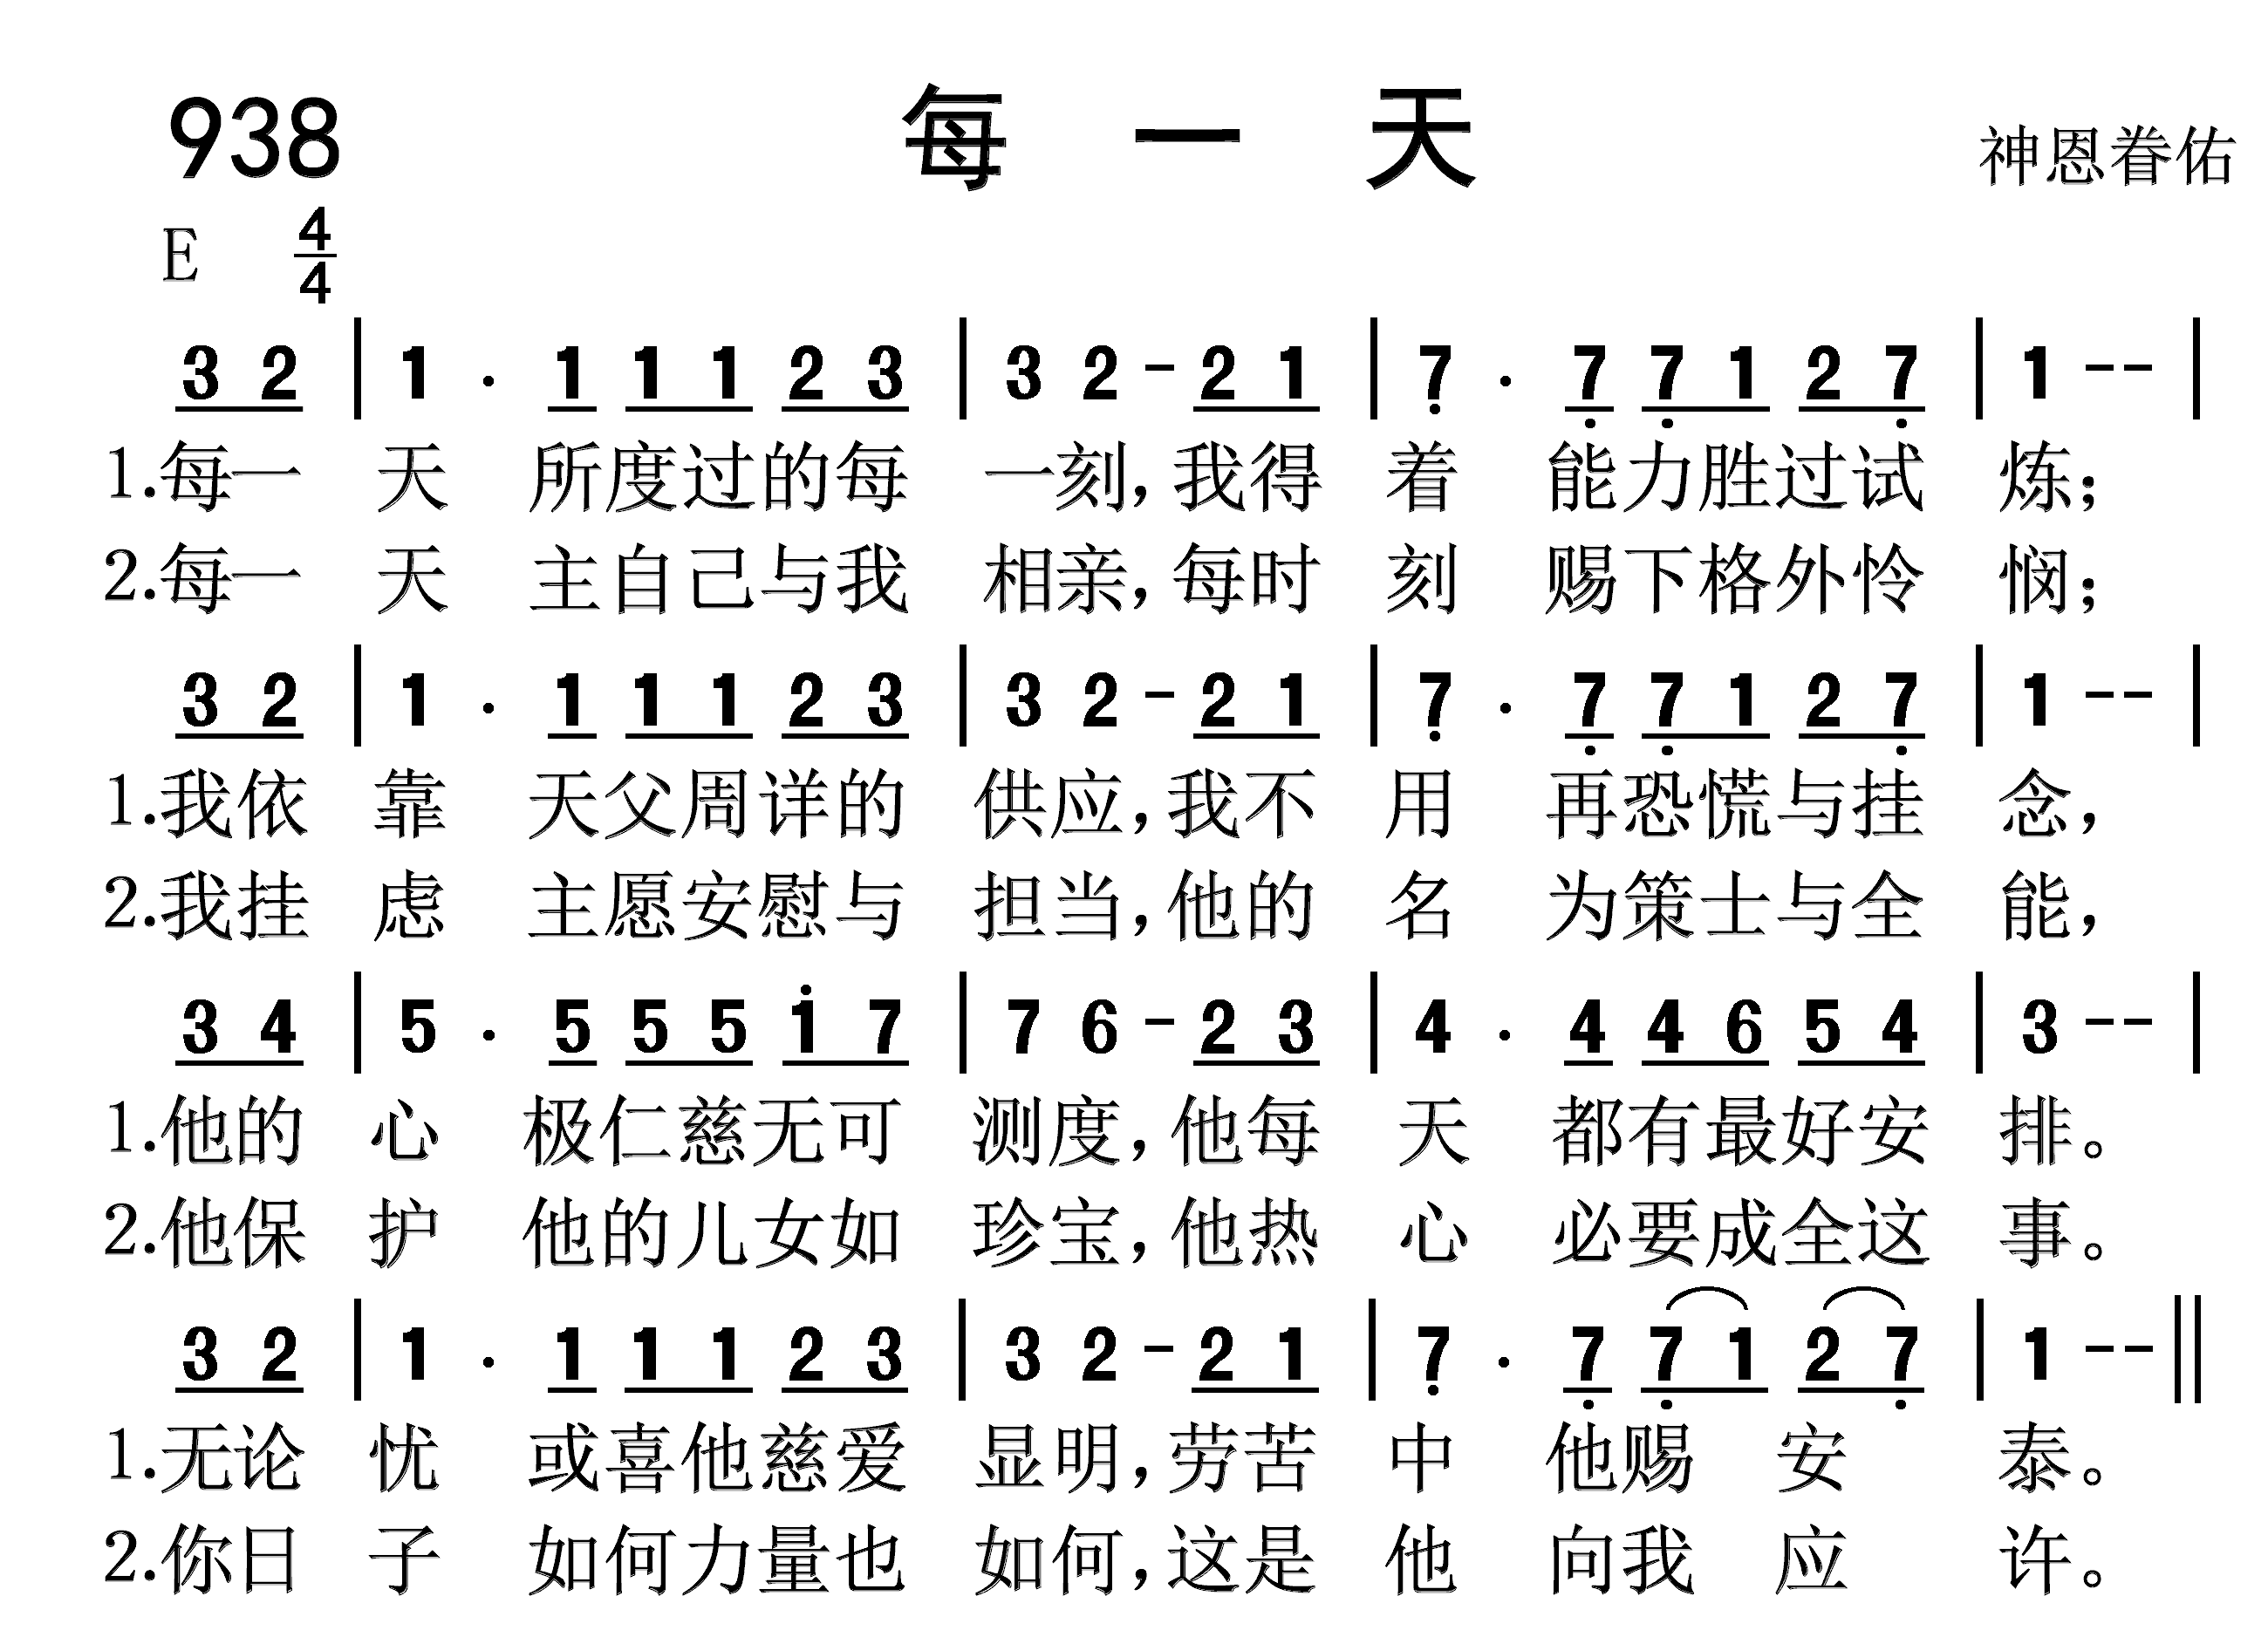 938 每一天 神恩眷佑
E 4/4
3 2 | 1 · 1 1 1 2 3 | 3 2 - 2 1 | 7̣ · 7̣ 7̣ 1 2 7̣ | 1 - - |
1.每一 天 所度过的每 一刻，我得 着 能力胜过试 炼；
2.每一 天 主自己与我 相亲，每时 刻 赐下格外怜 悯；
3 2 | 1 · 1 1 1 2 3 | 3 2 - 2 1 | 7̣ · 7̣ 7̣ 1 2 7̣ | 1 - - |
1.我依 靠 天父周详的 供应，我不 用 再恐慌与挂 念，
2.我挂 虑 主愿安慰与 担当，他的 名 为策士与全 能，
3 4 | 5 · 5 5 5 1̇ 7 | 7 6 - 2 3 | 4 · 4 4 6 5 4 | 3 - - |
1.他的 心 极仁慈无可 测度，他每 天 都有最好安 排。
2.他保 护 他的儿女如 珍宝，他热 心 必要成全这 事。
3 2 | 1 · 1 1 1 2 3 | 3 2 - 2 1 | 7̣ · 7̣ 7̣ 1 2 7̣ | 1 - - ‖
1.无论 忧 或喜他慈爱 显明，劳苦 中 他赐 安 泰。
2.你日 子 如何力量也 如何，这是 他 向我 应 许。